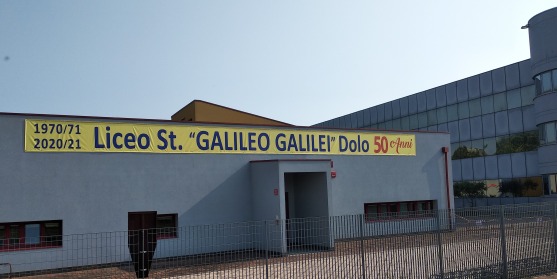 1970/71
2020/21
Liceo St. "GALILEO GALILEI" Dolo 50 Anni